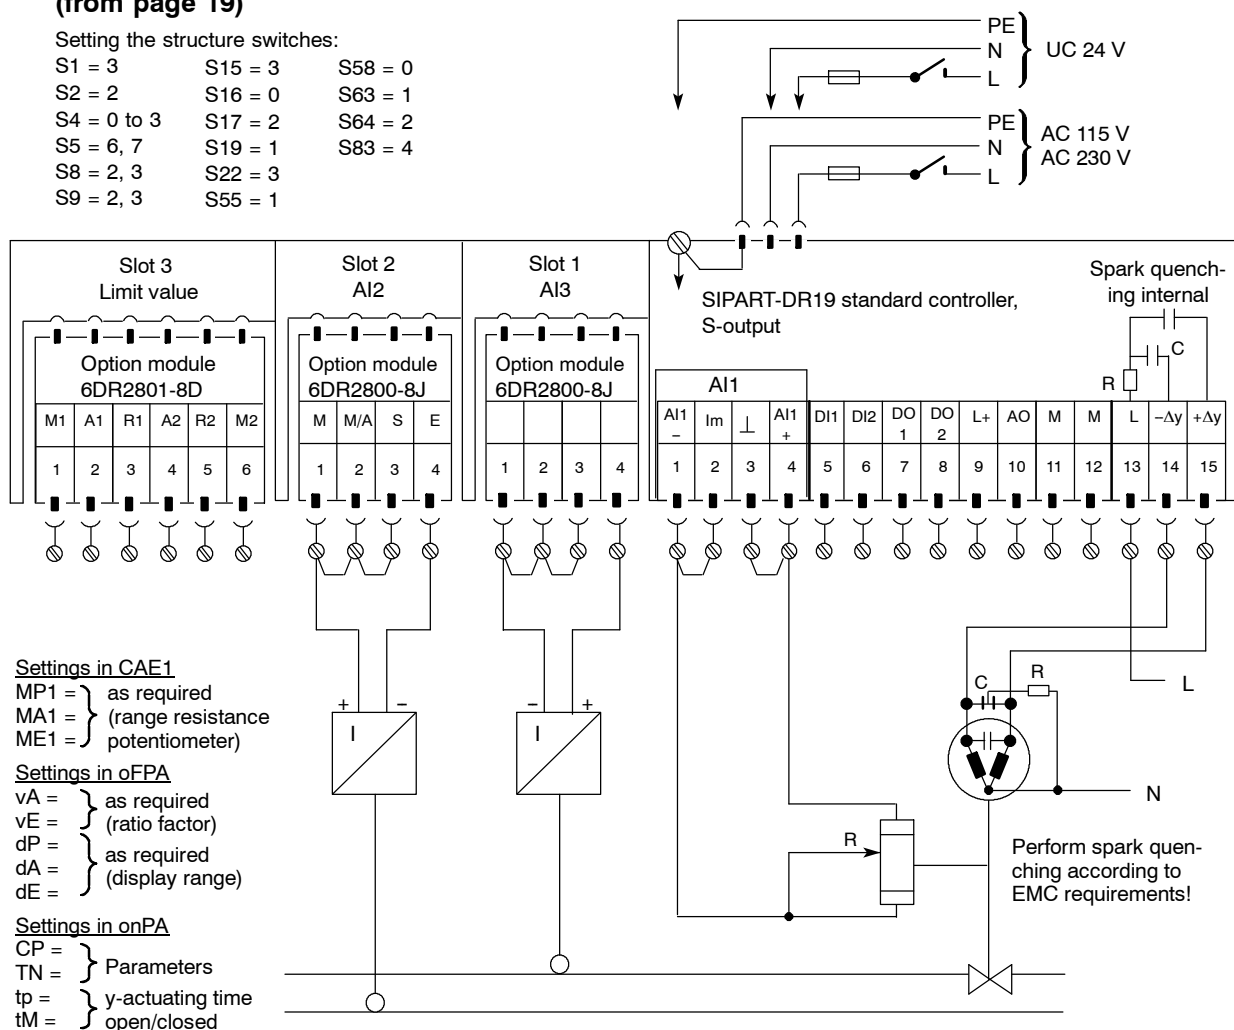 (from page 19)
Setting the structure switches:
S1 = 3 S15 = 3 S58 = 0
S2 = 2 S16 = 0 S63 = 1
S4 = 0 to 3 S17 = 2 S64 = 2
S5 = 6, 7 S19 = 1 S83 = 4
S8 = 2, 3 S22 = 3
S9 = 2, 3 S55 = 1
PE
N
L
UC 24 V
PE
N
L
AC 115 V
AC 230 V
Slot 3
Limit value
Option module
6DR2801-8D
M1 A1 R1 A2 R2 M2
1 2 3 4 5 6
Slot 2
AI2
Option module
6DR2800-8J
M M/A S E
1 2 3 4
Slot 1
AI3
Option module
6DR2800-8J
1 2 3 4
SIPART-DR19 standard controller,
S-output
Spark quench-
ing internal
C
R
AI1
AI1 – Im ⊥ AI1 + DI1 DI2 DO 1 DO 2 L+ AO M M L –Δy +Δy
1 2 3 4 5 6 7 8 9 10 11 12 13 14 15
+ –
I
– +
I
C
R
L
N
R
Perform spark quen-
ching according to
EMC requirements!
Settings in CAE1
MP1 = as required
MA1 = (range resistance
ME1 = potentiometer)
Settings in oFPA
vA = as required
vE = (ratio factor)
dP = as required
dA = (display range)
dE =
Settings in onPA
CP = Parameters
TN =
tp = y-actuating time
tM = open/closed